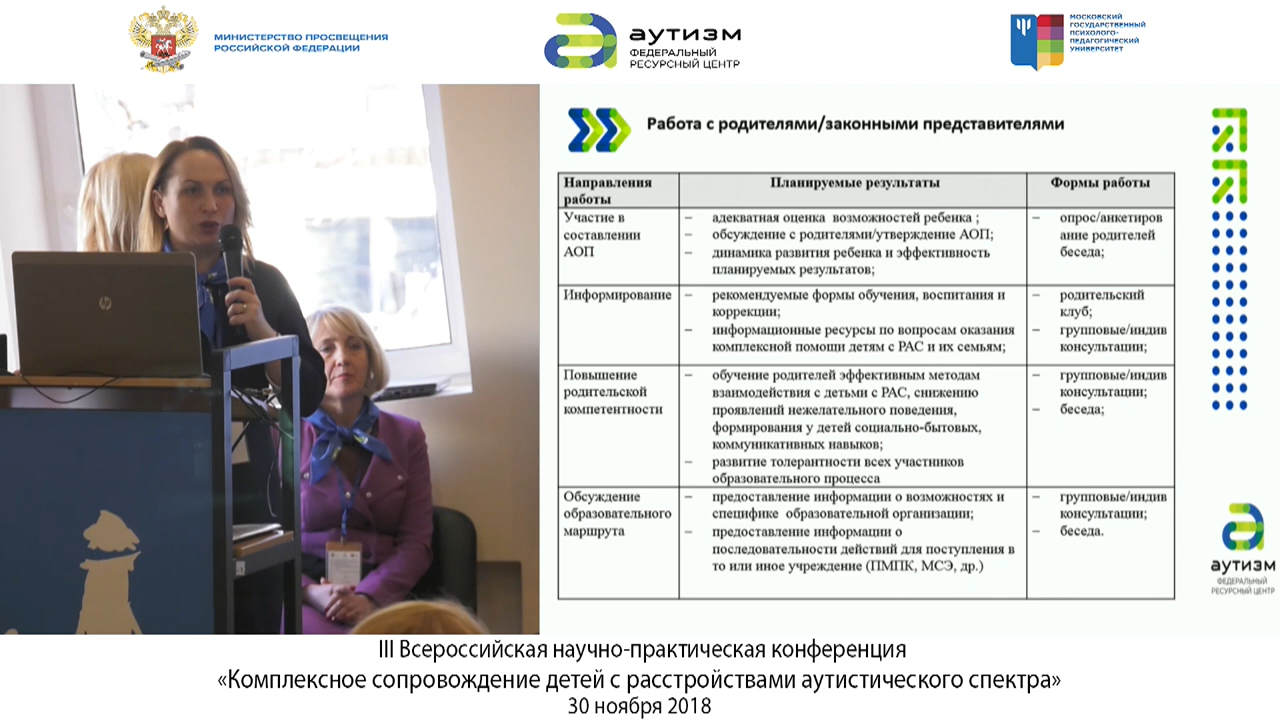 МИНИСТЕРСТВО ПРОСВЕЩЕНИЯ
РОССИЙСКОЙ ФЕДЕРАЦИИ
аутизм
ФЕДЕРАЛЬНЫЙ
РЕСУРСНЫЙ ЦЕНТР
МОСКОВСКИЙ
ГОСУДАРСТВЕННЫЙ
ПСИХОЛОГО-
ПЕДАГОГИЧЕСКИЙ
УНИВЕРСИТЕТ
hp
Работа с родителями/законными представителями
Направления
работы
Планируемые результаты
Формы работы
Участие в
составлении
АОП
– адекватная оценка возможностей ребенка ;
– обсуждение с родителями/утверждение АОП;
– динамика развития ребенка и эффективность
планируемых результатов;
– опрос/анкетиров
ание родителей
беседа;
Информирование
– рекомендуемые формы обучения, воспитания и
коррекции;
– информационные ресурсы по вопросам оказания
комплексной помощи детям с РАС и их семьям;
– родительский
клуб;
– групповые/индив
консультации;
Повышение
родительской
компетентности
– обучение родителей эффективным методам
взаимодействия с детьми с РАС, снижению
проявлений нежелательного поведения,
формирования у детей социально-бытовых,
коммуникативных навыков;
– развитие толерантности всех участников
образовательного процесса
– групповые/индив
консультации;
– беседа;
Обсуждение
образовательного
маршрута
– предоставление информации о возможностях и
специфике образовательной организации;
– предоставление информации о
последовательности действий для поступления в
то или иное учреждение (ПМПК, МСЭ, др.)
– групповые/индив
консультации;
– беседа.
аутизм
ФЕДЕРАЛЬНЫЙ
РЕСУРСНЫЙ ЦЕНТР
III Всероссийская научно-практическая конференция
«Комплексное сопровождение детей с расстройствами аутистического спектра»
30 ноября 2018